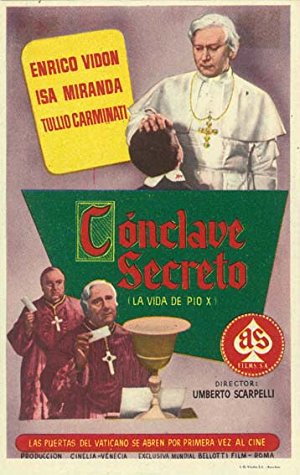 ENRICO VIDON
ISA MIRANDA
TULLIO CARMINATI
Cónclave
Secreto
(LA VIDA DE PIO X)
as
FILMS. S.A.
DIRECTOR:
UMBERTO SCARPELLI
LAS PUERTAS DEL VATICANO SE ABREN POR PRIMERA VEZ AL CINE
PRODUCCION CINELIA-VENECIA EXCLUSIVA MUNDIAL BELLOTTI FILM - ROMA